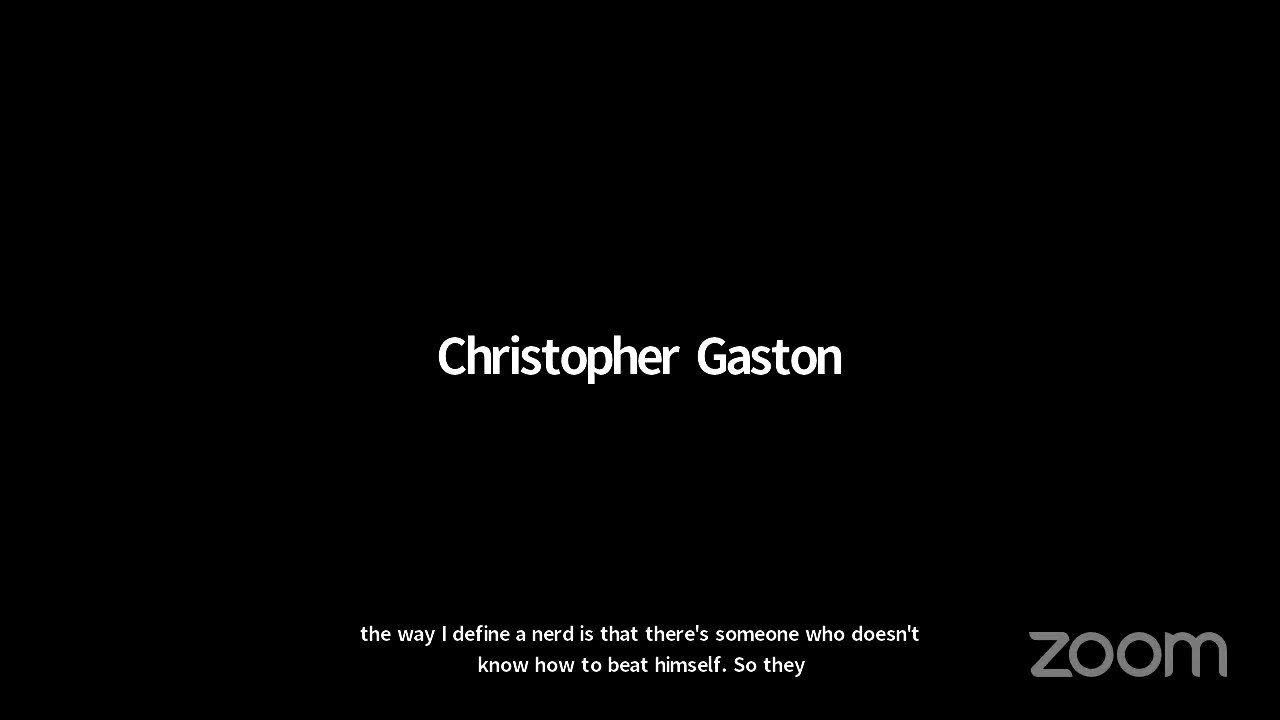 Christopher Gaston
the way I define a nerd is that there's someone who doesn't
know how to beat himself. So they
zoom